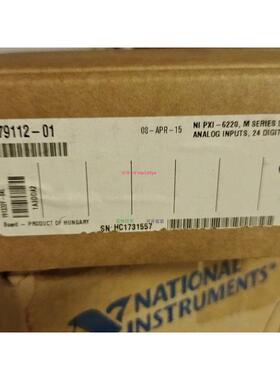 79112-01
08-APR-15
NI PXI-6220, M SERIES
ANALOG INPUTS, 24 DIGIT
Board - PRODUCT OF HUNGARY
SN:HC1731557
NATIONAL
INSTRUMENTS